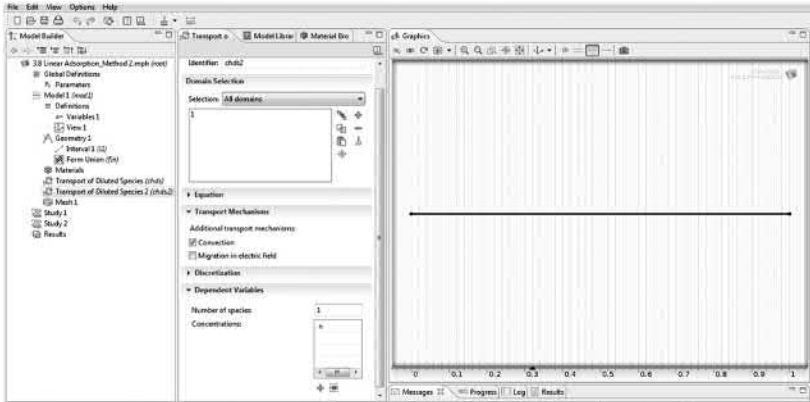 File Edit View Options Help
Model Builder
3.8 Linear Adsorption_Method 2.mph (root)
Global Definitions
Parameters
Model 1 (mod1)
Definitions
Variables 1
View 1
Geometry 1
Interval 1 (i1)
Form Union (fin)
Materials
Transport of Diluted Species (chds)
Transport of Diluted Species 2 (chds2)
Mesh 1
Study 1
Study 2
Results
Transport o
Model Librar
Material Bro
Identifier: chds2
Domain Selection
Selection: All domains
1
Equation
Transport Mechanisms
Additional transport mechanisms:
Convection
Migration in electric field
Discretization
Dependent Variables
Number of species: 1
Concentrations:
n
Graphics
0 0.1 0.2 0.3 0.4 0.5 0.6 0.7 0.8 0.9 1
Messages Progress Log Results